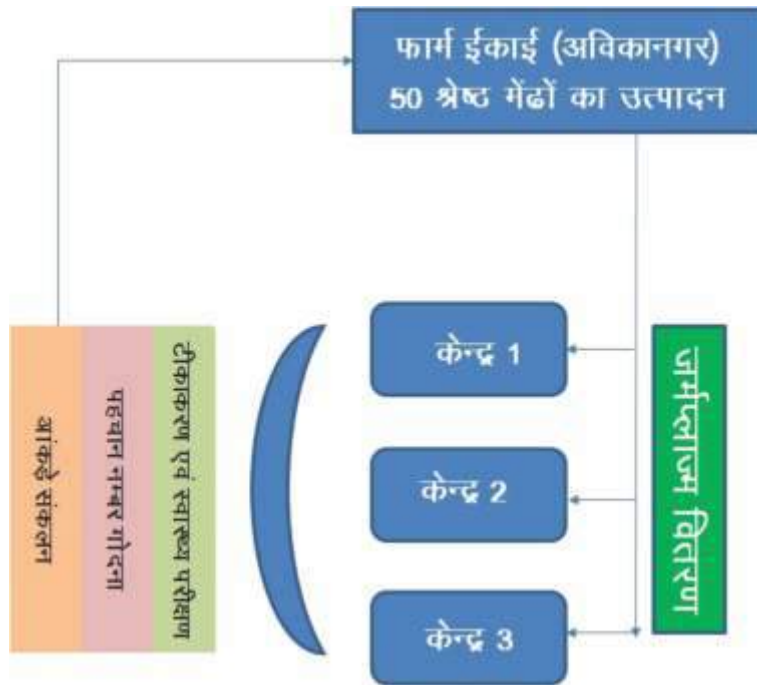 फार्म ईकाई (अविकानगर)
50 श्रेष्ठ मेंढों का उत्पादन
केन्द्र 1
केन्द्र 2
केन्द्र 3
जर्मप्लाज्म वितरण
टीकाकरण एवं स्वास्थ्य परीक्षण
पहचान नम्बर गोदना
आंकड़े संकलन